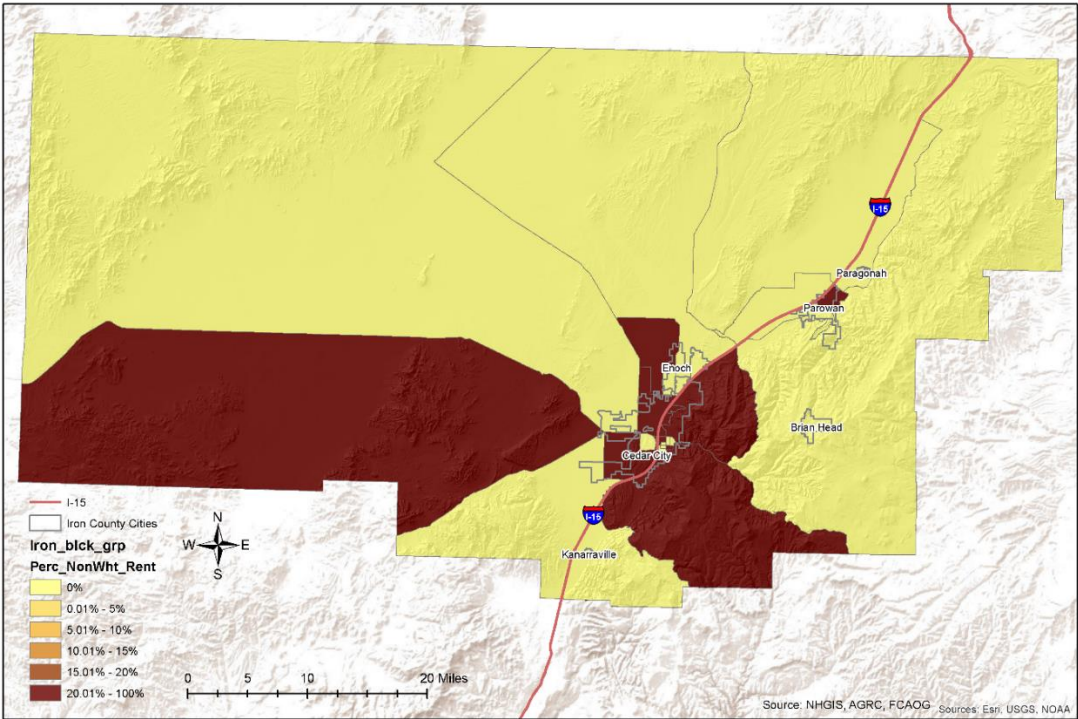 I-15
Paragonah
Parowan
Enoch
Brian Head
Cedar City
I-15
Kanarraville
I-15
Iron County Cities
Iron_blck_grp
Perc_NonWht_Rent
0%
0.01% - 5%
5.01% - 10%
10.01% - 15%
15.01% - 20%
20.01% - 100%
N
W E
S
0 5 10 20 Miles
Source: NHGIS, AGRC, FCAOG
Sources: Esri, USGS, NOAA